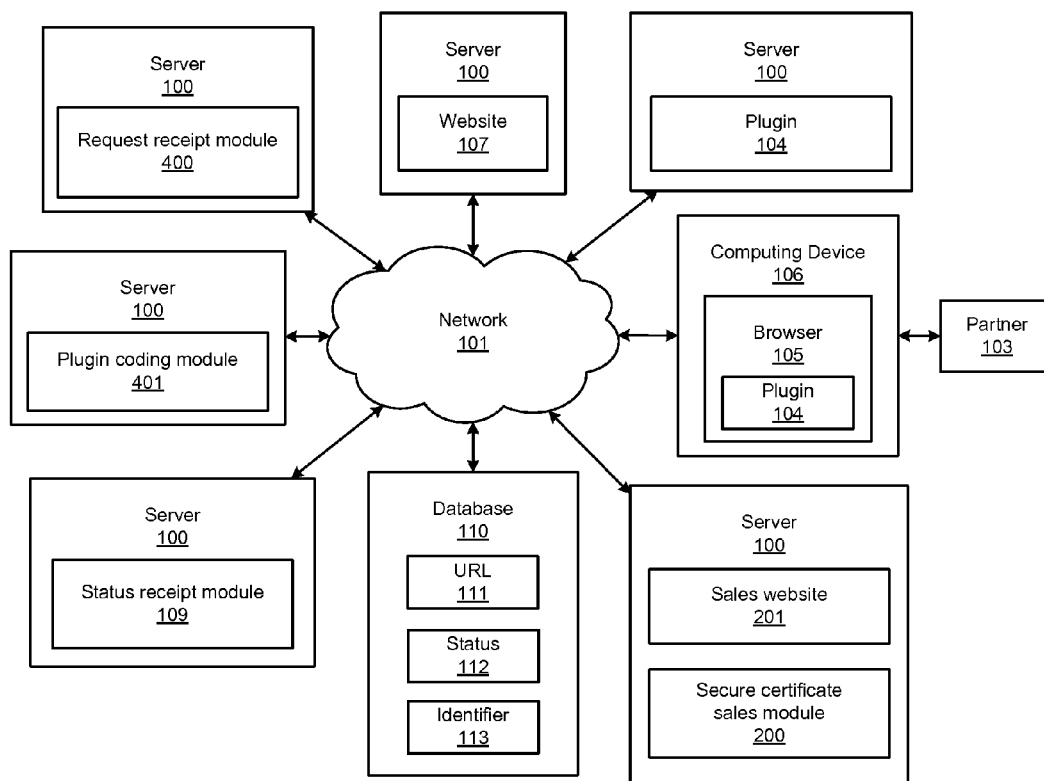 Server
100
Request receipt module
400
Server
100
Website
107
Server
100
Plugin
104
Server
100
Plugin coding module
401
Network
101
Computing Device
106
Browser
105
Plugin
104
Partner
103
Server
100
Status receipt module
109
Database
110
URL
111
Status
112
Identifier
113
Server
100
Sales website
201
Secure certificate
sales module
200